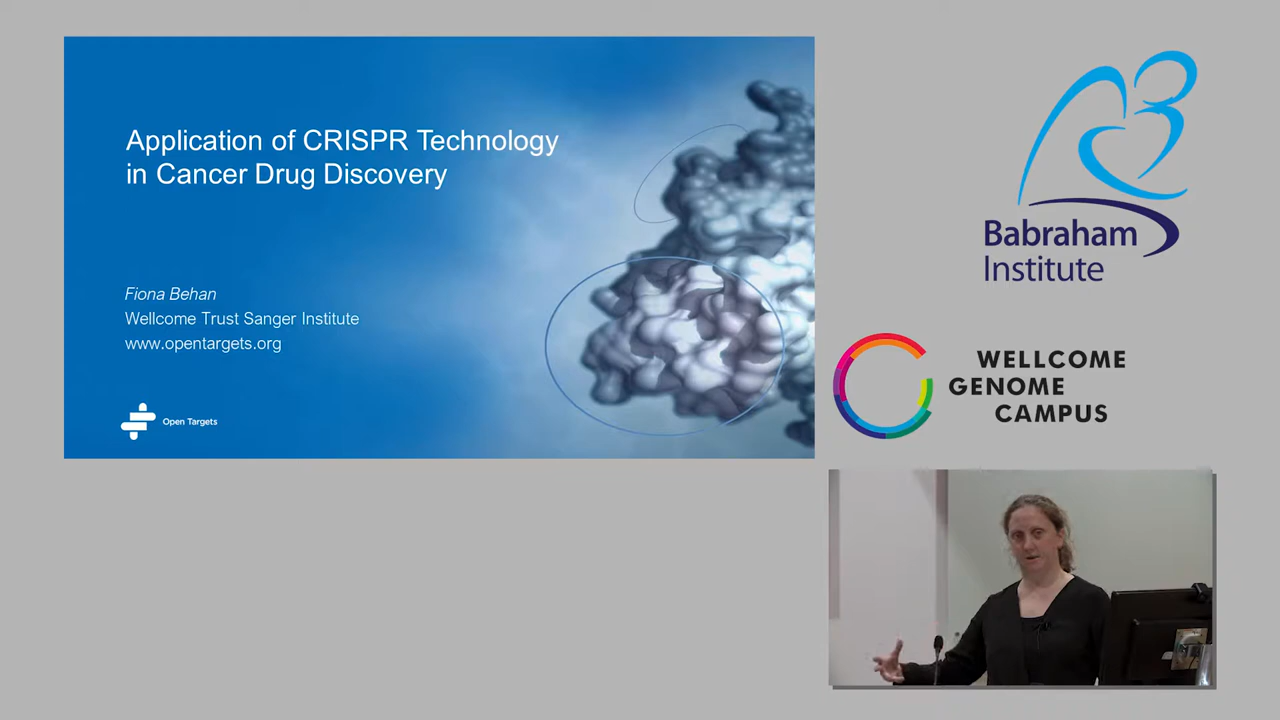 Application of CRISPR Technology
in Cancer Drug Discovery
Fiona Behan
Wellcome Trust Sanger Institute
www.opentargets.org
Open Targets
Babraham
Institute
WELLCOME
GENOME
CAMPUS